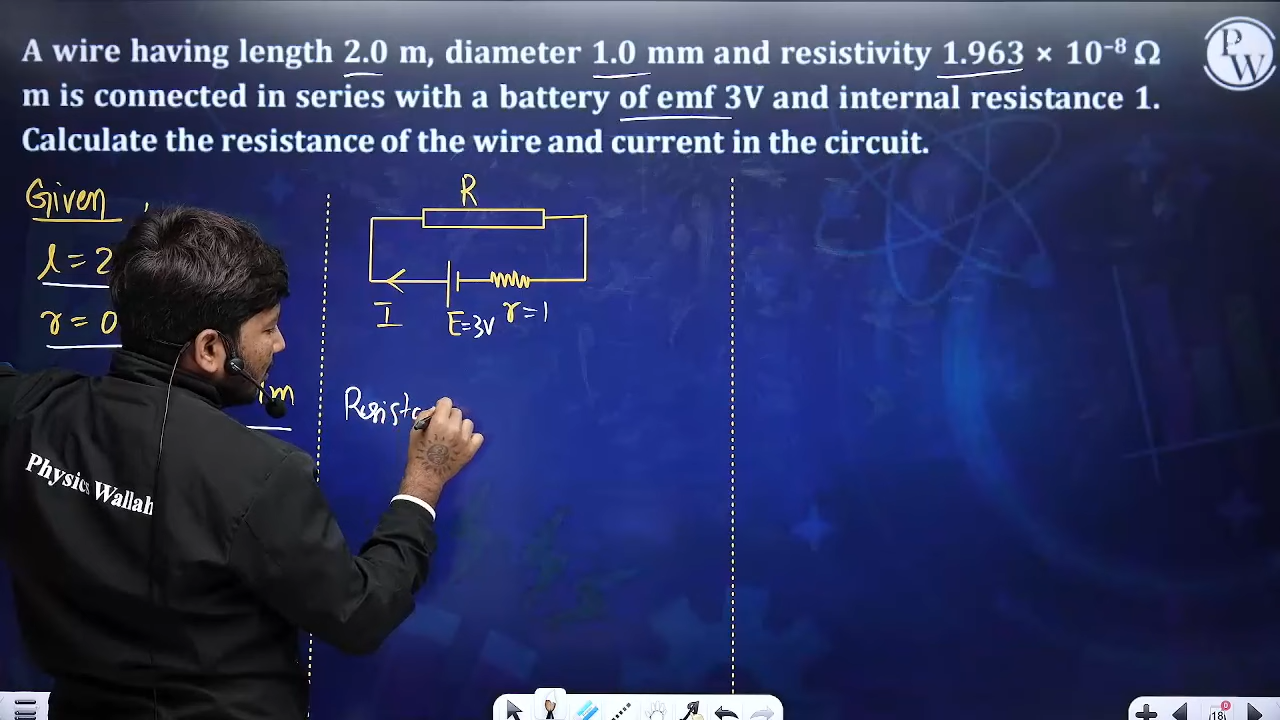 A wire having length 2.0 m, diameter 1.0 mm and resistivity 1.963 × 10⁻⁸ Ω
m is connected in series with a battery of emf 3V and internal resistance 1.
Calculate the resistance of the wire and current in the circuit.
PW
Given
R
l = 2
r = 0
I
E=3V r=1
m
Resista
Physics Wallah
18